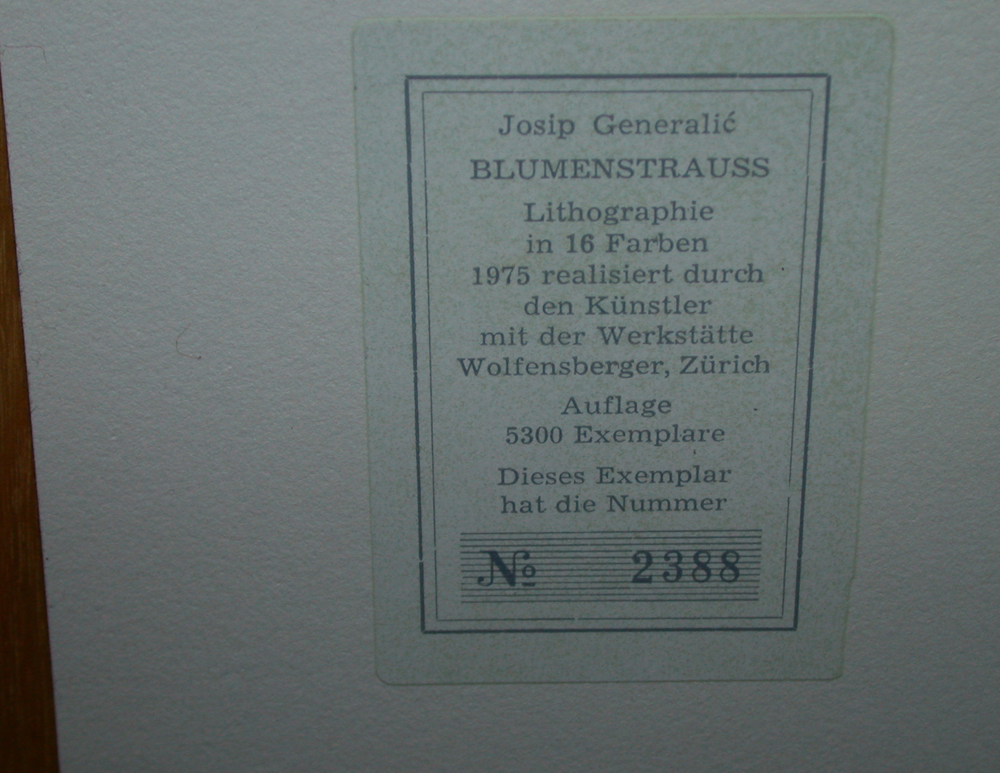 Josip Generalić
BLUMENSTRAUSS
Lithographie
in 16 Farben
1975 realisiert durch
den Künstler
mit der Werkstätte
Wolfensberger, Zürich
Auflage
5300 Exemplare
Dieses Exemplar
hat die Nummer
№ 2388